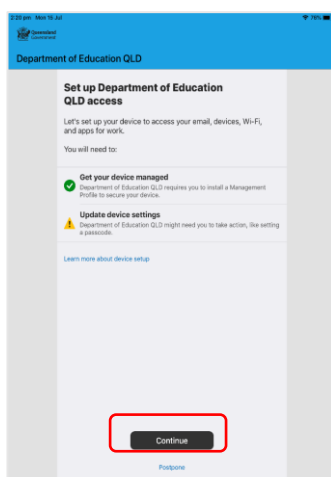 2:20 pm Mon 15 Jul
76%
Queensland
Government
Department of Education QLD
Set up Department of Education
QLD access
Let's set up your device to access your email, devices, Wi-Fi,
and apps for work.
You will need to:
Get your device managed
Department of Education QLD requires you to install a Management
Profile to secure your device.
Update device settings
Department of Education QLD might need you to take action, like setting
a passcode.
Learn more about device setup
Continue
Postpone